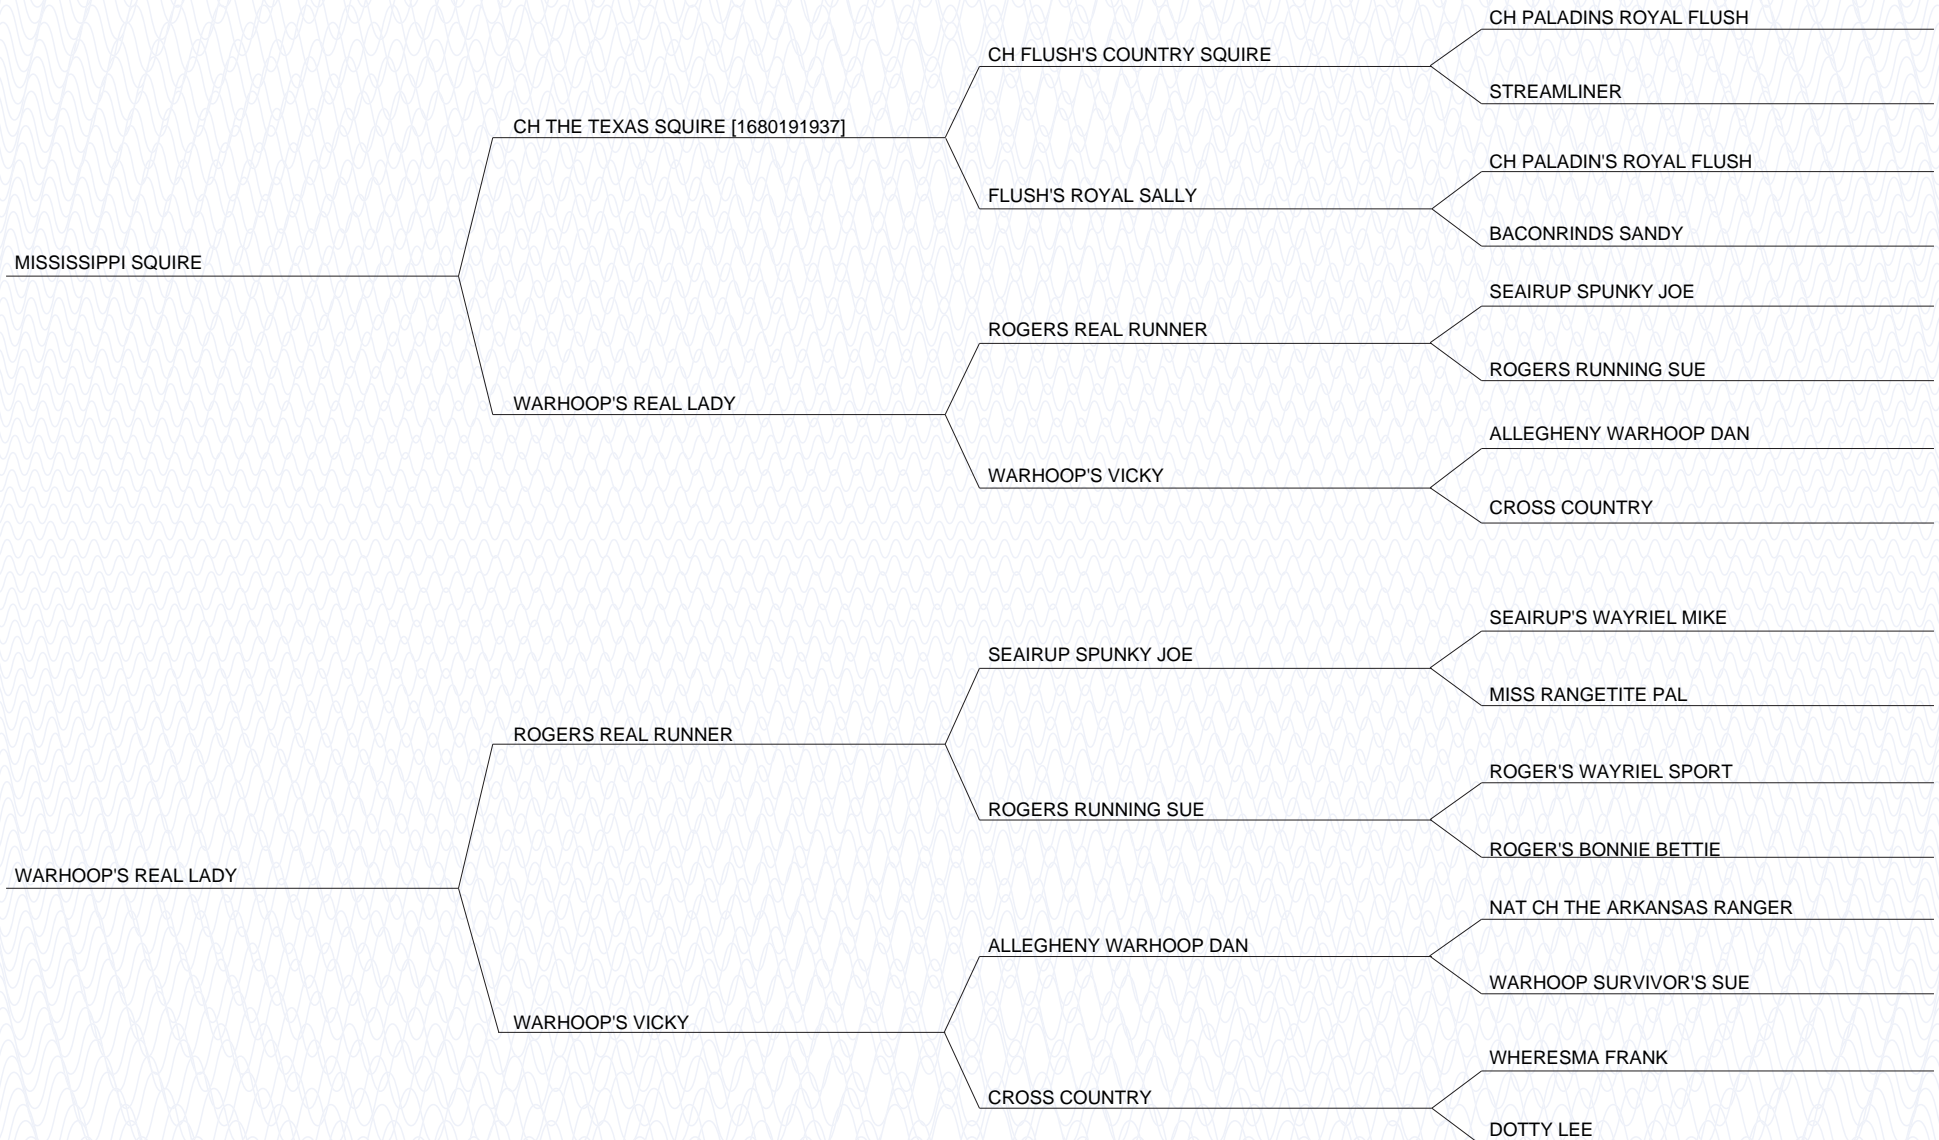 CH PALADINS ROYAL FLUSH
CH FLUSH'S COUNTRY SQUIRE
STREAMLINER
CH THE TEXAS SQUIRE [1680191937]
CH PALADIN'S ROYAL FLUSH
FLUSH'S ROYAL SALLY
BACONRINDS SANDY
MISSISSIPPI SQUIRE
SEAIRUP SPUNKY JOE
ROGERS REAL RUNNER
ROGERS RUNNING SUE
WARHOOP'S REAL LADY
ALLEGHENY WARHOOP DAN
WARHOOP'S VICKY
CROSS COUNTRY
SEAIRUP'S WAYRIEL MIKE
SEAIRUP SPUNKY JOE
MISS RANGETITE PAL
ROGERS REAL RUNNER
ROGER'S WAYRIEL SPORT
ROGERS RUNNING SUE
ROGER'S BONNIE BETTIE
WARHOOP'S REAL LADY
NAT CH THE ARKANSAS RANGER
ALLEGHENY WARHOOP DAN
WARHOOP SURVIVOR'S SUE
WARHOOP'S VICKY
WHERESMA FRANK
CROSS COUNTRY
DOTTY LEE